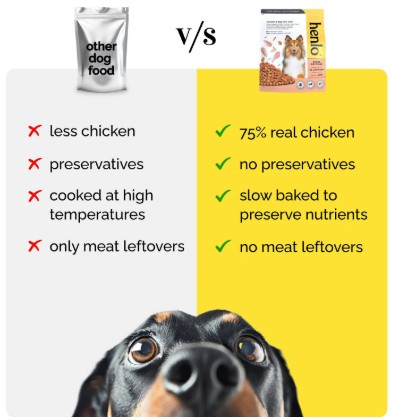 other
dog
food
v/s
henlo
less chicken
75% real chicken
preservatives
no preservatives
cooked at high
temperatures
slow baked to
preserve nutrients
only meat leftovers
no meat leftovers